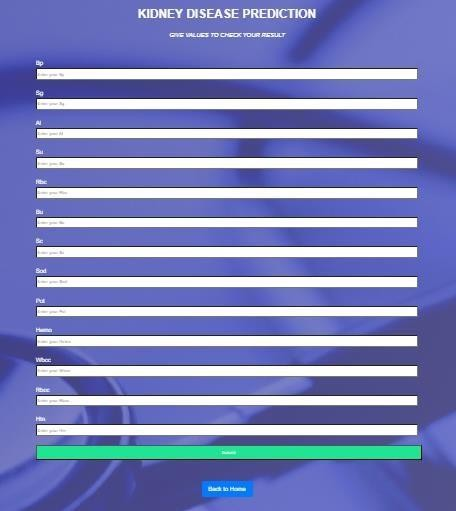 KIDNEY DISEASE PREDICTION
GIVE VALUES TO CHECK YOUR RESULT
Bp
Enter your Bp
Sg
Enter your Sg
Al
Enter your Al
Su
Enter your Su
Rbc
Enter your Rbc
Bu
Enter your Bu
Sc
Enter your Sc
Sod
Enter your Sod
Pot
Enter your Pot
Hemo
Enter your Hemo
Wbcc
Enter your Wbcc
Rbcc
Enter your Rbcc
Htn
Enter your Htn
Submit
Back to Home